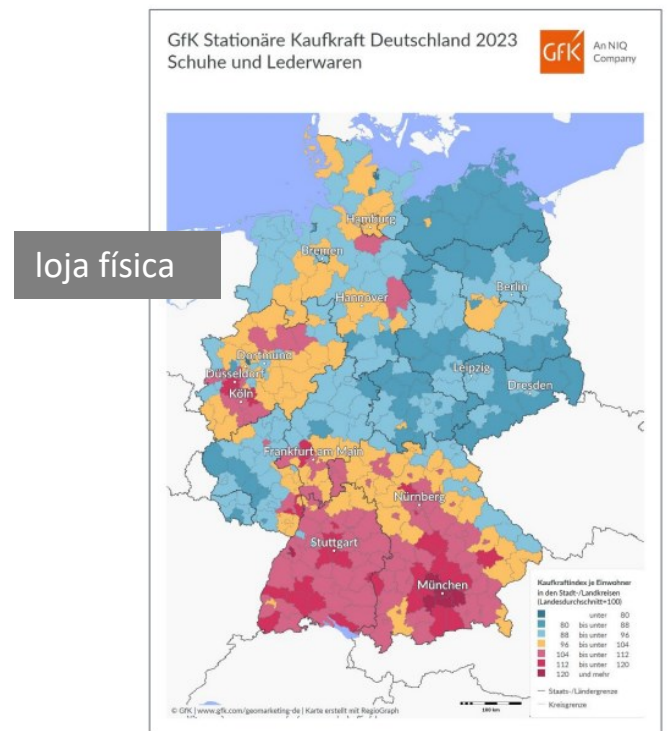 GfK Stationäre Kaufkraft Deutschland 2023
Schuhe und Lederwaren
GfK
An NIQ
Company
loja física
Hamburg
Bremen
Berlin
Hannover
Dortmund
Düsseldorf
Leipzig
Köln
Dresden
Frankfurt am Main
Nürnberg
Stuttgart
München
Kaufkraftindex je Einwohner
in den Stadt-/Landkreisen
(Landesdurchschnitt=100)
unter 80
80 bis unter 88
88 bis unter 96
96 bis unter 104
104 bis unter 112
112 bis unter 120
120 und mehr
Staats-/Ländergrenze
Kreisgrenze
100 km
© GfK | www.gfk.com/geomarketing-de | Karte erstellt mit RegioGraph